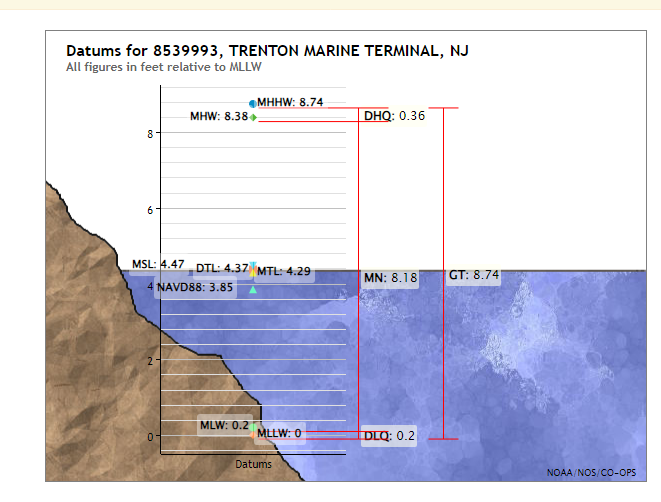 Datums for 8539993, TRENTON MARINE TERMINAL, NJ
All figures in feet relative to MLLW
MHHW: 8.74
MHW: 8.38
DHQ: 0.36
8
6
MSL: 4.47
DTL: 4.37
MTL: 4.29
MN: 8.18
GT: 8.74
4
NAVD88: 3.85
2
MLW: 0.2
MLLW: 0
DLQ: 0.2
0
Datums
NOAA/NOS/CO-OPS